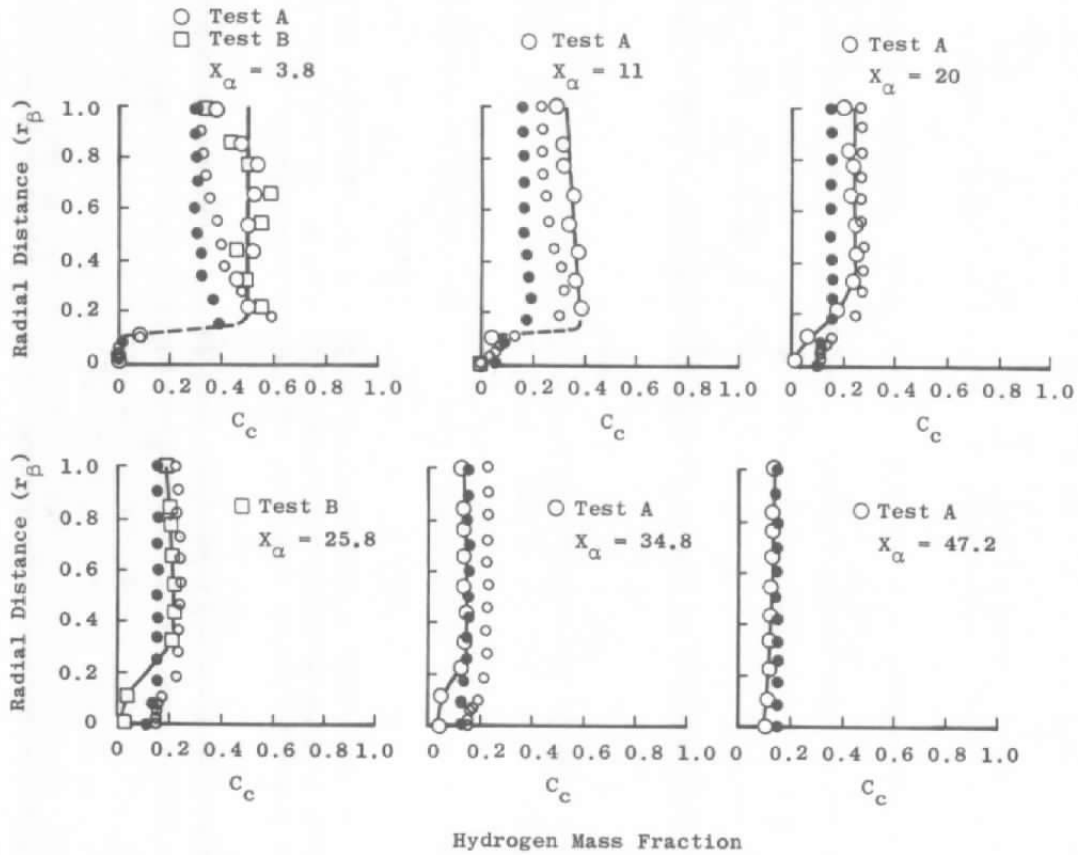 ○ Test A
□ Test B
X_α = 3.8
○ Test A
X_α = 11
○ Test A
X_α = 20
Radial Distance (r_β)
1.0
0.8
0.6
0.4
0.2
0
0 0.2 0.4 0.6 0.8 1.0
C_c
0 0.2 0.4 0.6 0.8 1.0
C_c
0 0.2 0.4 0.6 0.8 1.0
C_c
□ Test B
X_α = 25.8
○ Test A
X_α = 34.8
○ Test A
X_α = 47.2
Radial Distance (r_β)
1.0
0.8
0.6
0.4
0.2
0
0 0.2 0.4 0.6 0.8 1.0
C_c
0 0.2 0.4 0.6 0.8 1.0
C_c
0 0.2 0.4 0.6 0.8 1.0
C_c
Hydrogen Mass Fraction